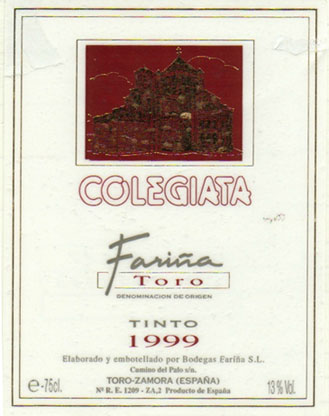 COLEGIATA
Fariña
Toro
DENOMINACION DE ORIGEN
TINTO
1999
Elaborado y embotellado por Bodegas Fariña S.L.
Camino del Palo s/n.
TORO-ZAMORA (ESPAÑA)
℮-75cl. Nº R. E. 1209 - ZA,2 Producto de España 13 % Vol.